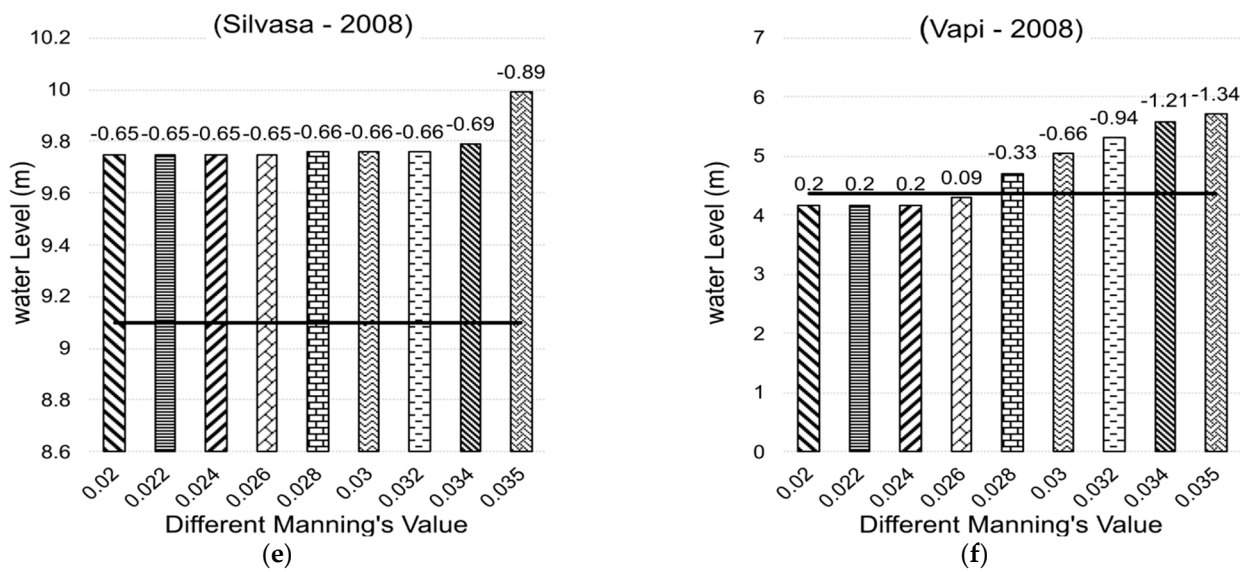 (Silvasa - 2008)
10.2
10
9.8
9.6
9.4
9.2
9
8.8
8.6
water Level (m)
-0.65 -0.65 -0.65 -0.65 -0.66 -0.66 -0.66 -0.69 -0.89
0.02 0.022 0.024 0.026 0.028 0.03 0.032 0.034 0.035
Different Manning's Value
(e)
(Vapi - 2008)
7
6
5
4
3
2
1
0
water Level (m)
0.2 0.2 0.2 0.09 -0.33 -0.66 -0.94 -1.21 -1.34
0.02 0.022 0.024 0.026 0.028 0.03 0.032 0.034 0.035
Different Manning's Value
(f)